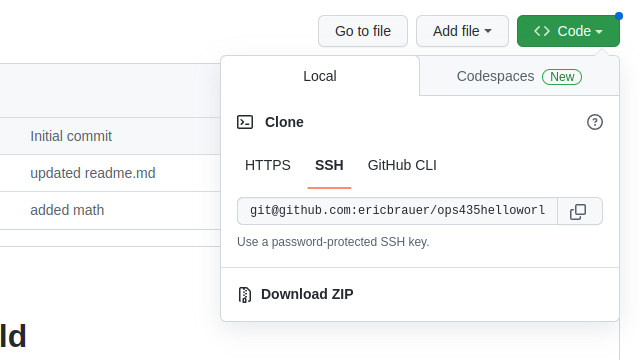 Go to file Add file Code
Local Codespaces New
Clone
Initial commit
HTTPS SSH GitHub CLI
updated readme.md
added math
git@github.com:ericbrauer/ops435helloworl
Use a password-protected SSH key.
Download ZIP
ld